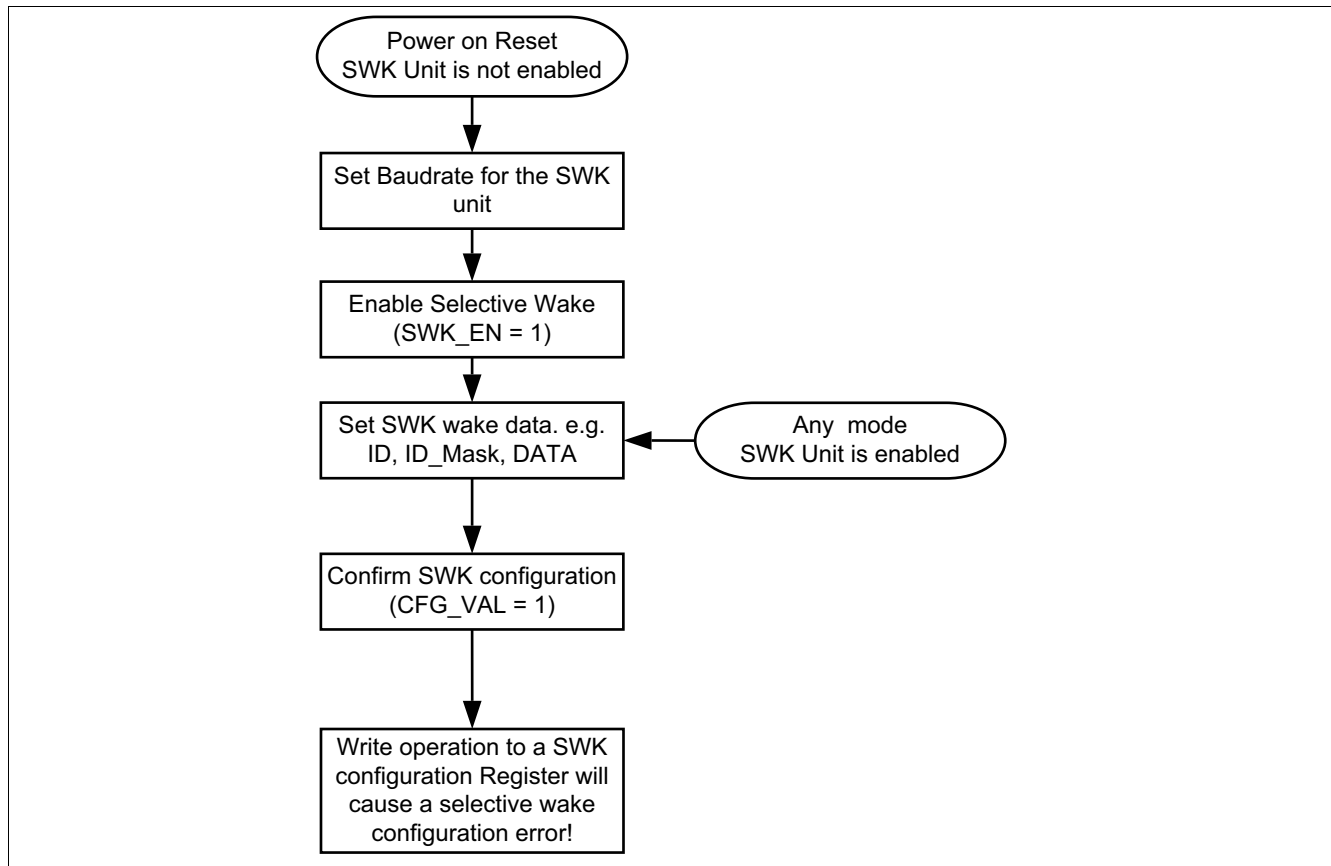 Power on Reset
SWK Unit is not enabled
Set Baudrate for the SWK
unit
Enable Selective Wake
(SWK_EN = 1)
Set SWK wake data. e.g.
ID, ID_Mask, DATA
Any mode
SWK Unit is enabled
Confirm SWK configuration
(CFG_VAL = 1)
Write operation to a SWK
configuration Register will
cause a selective wake
configuration error!